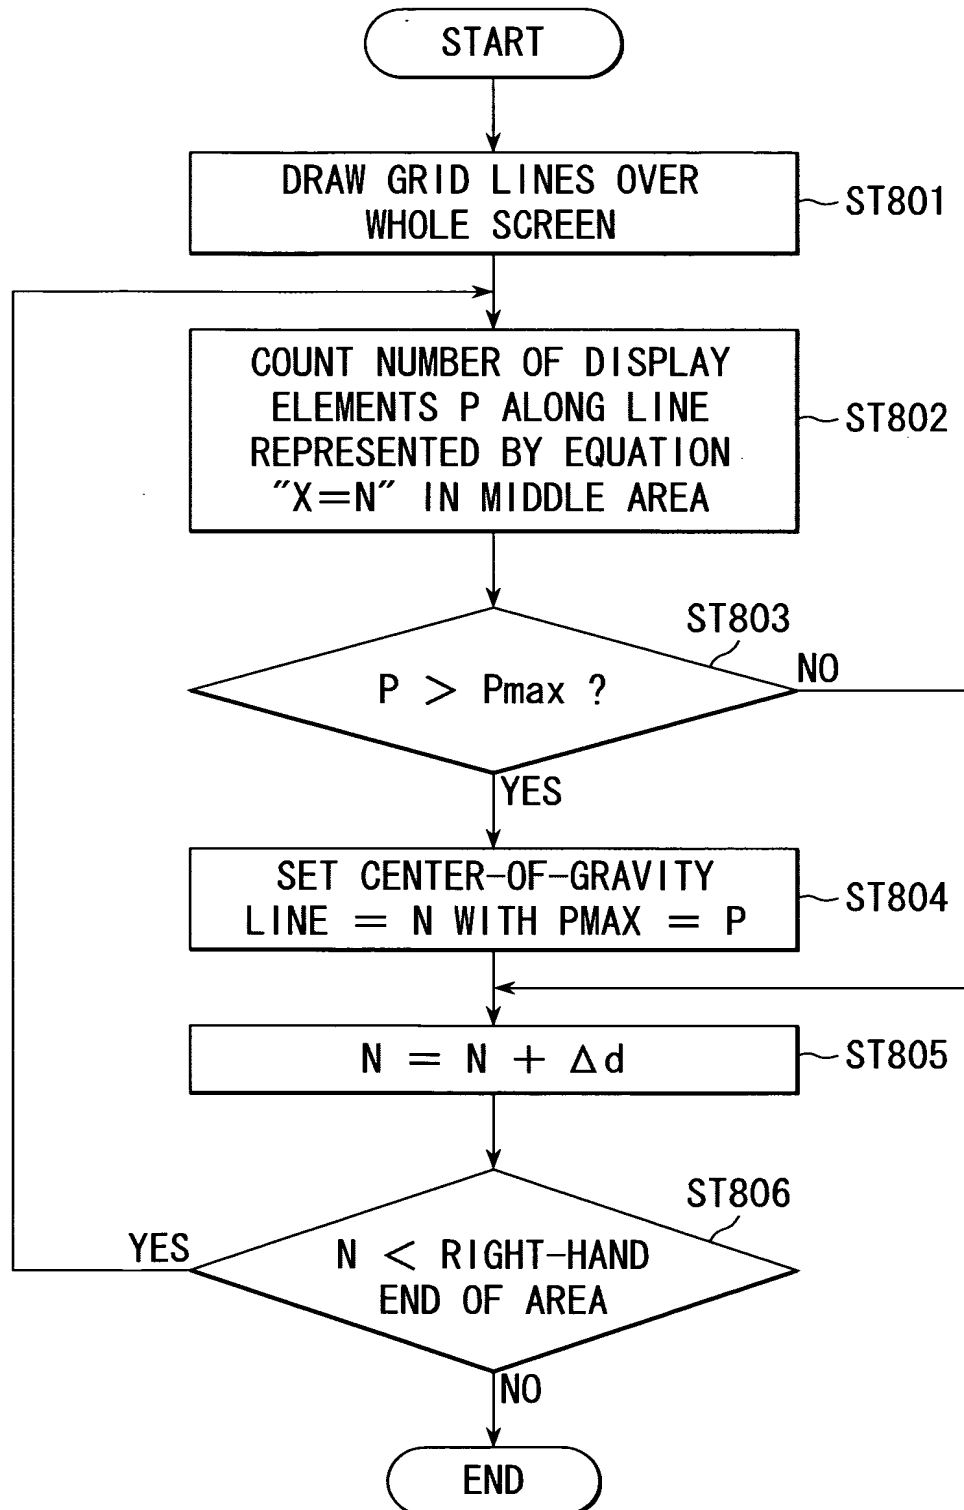 START
DRAW GRID LINES OVER
WHOLE SCREEN
ST801
COUNT NUMBER OF DISPLAY
ELEMENTS P ALONG LINE
REPRESENTED BY EQUATION
"X=N" IN MIDDLE AREA
ST802
ST803
P > Pmax ?
NO
YES
SET CENTER-OF-GRAVITY
LINE = N WITH PMAX = P
ST804
N = N + Δd
ST805
ST806
YES
N < RIGHT-HAND
END OF AREA
NO
END